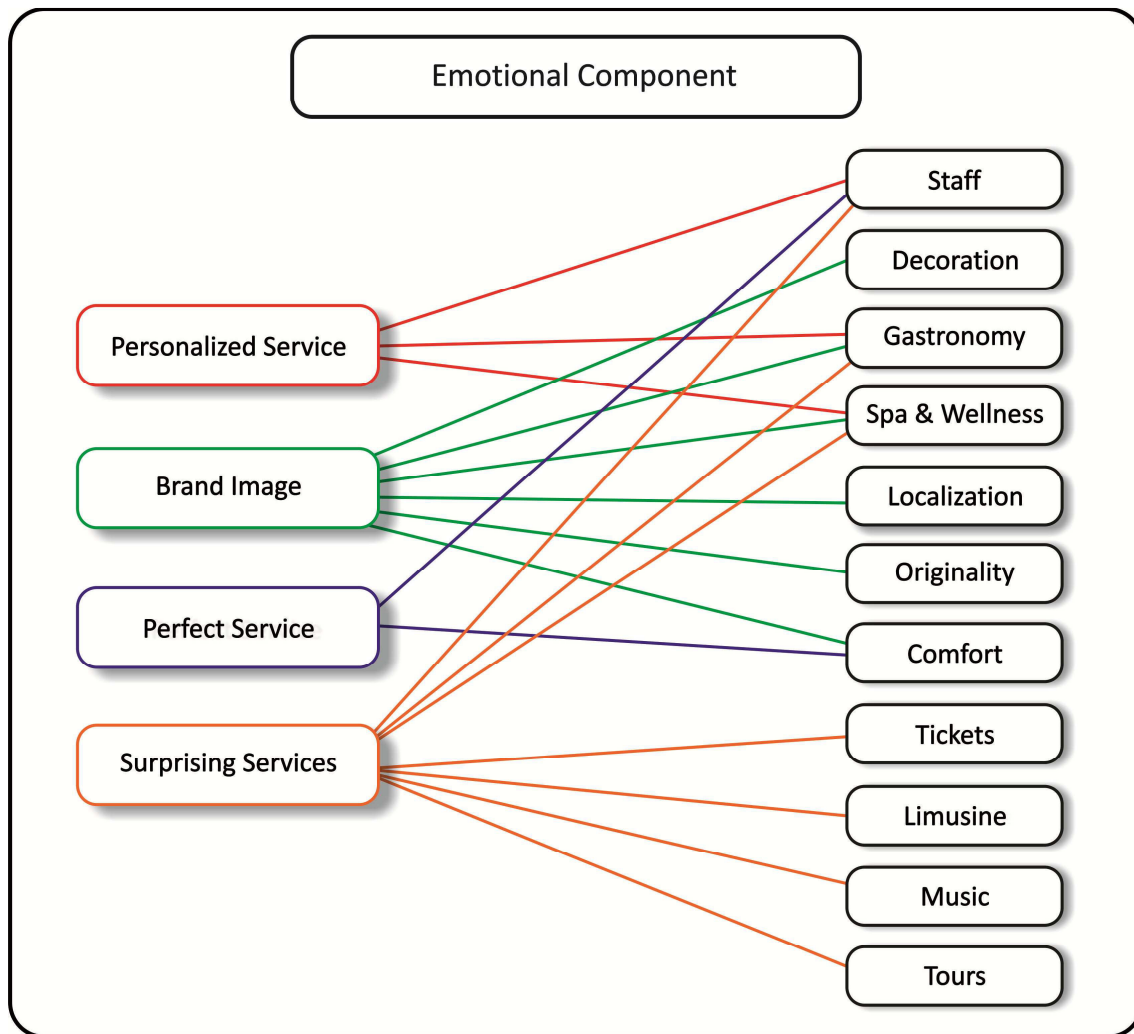 Emotional Component
Personalized Service
Brand Image
Perfect Service
Surprising Services
Staff
Decoration
Gastronomy
Spa & Wellness
Localization
Originality
Comfort
Tickets
Limusine
Music
Tours